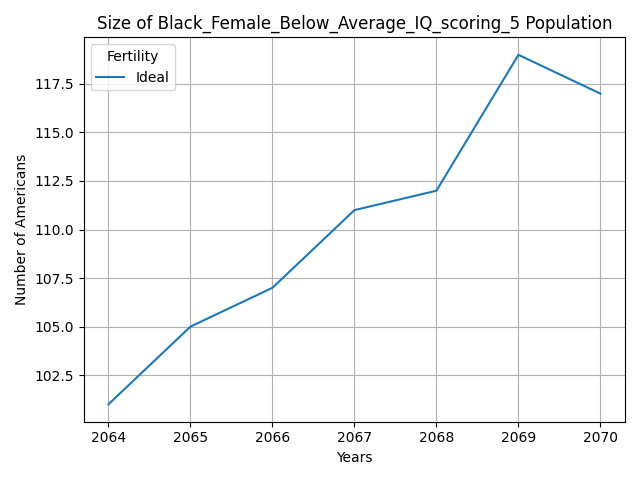 Size of Black_Female_Below_Average_IQ_scoring_5 Population
Number of Americans
117.5
115.0
112.5
110.0
107.5
105.0
102.5
Fertility
Ideal
2064 2065 2066 2067 2068 2069 2070
Years